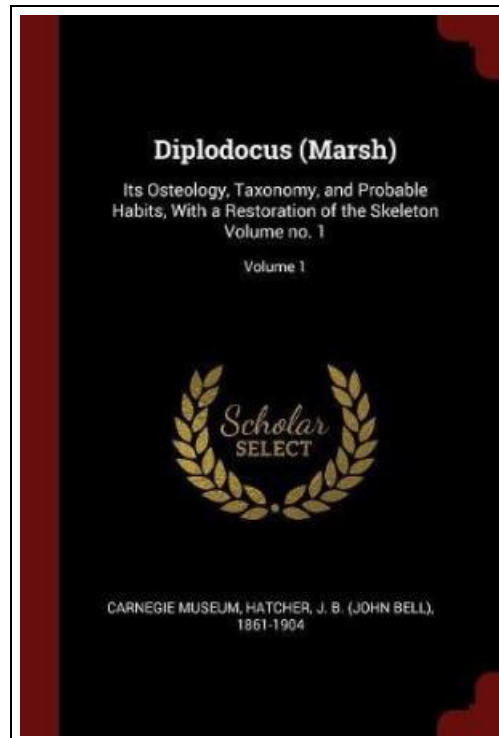 Diplodocus (Marsh)
Its Osteology, Taxonomy, and Probable
Habits, With a Restoration of the Skeleton
Volume no. 1
Volume 1
Scholar
SELECT
CARNEGIE MUSEUM, HATCHER, J. B. (JOHN BELL),
1861-1904